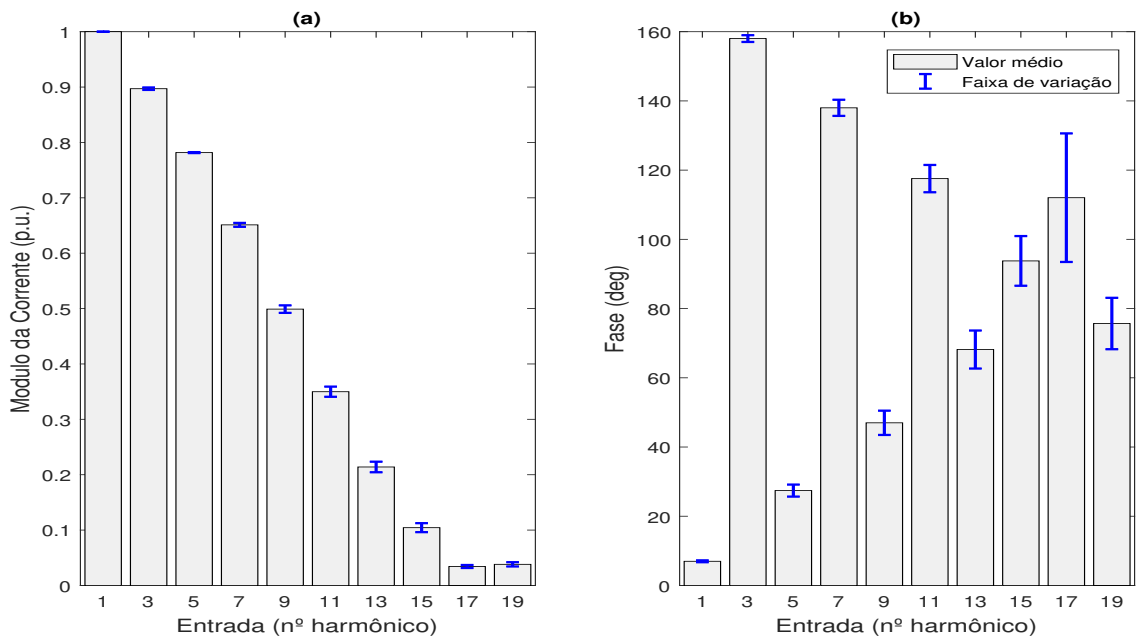 (a)
Modulo da Corrente (p.u.)
1
0.9
0.8
0.7
0.6
0.5
0.4
0.3
0.2
0.1
0
1 3 5 7 9 11 13 15 17 19
Entrada (nº harmônico)
(b)
Fase (deg)
160
140
120
100
80
60
40
20
0
Valor médio
Faixa de variação
1 3 5 7 9 11 13 15 17 19
Entrada (nº harmônico)